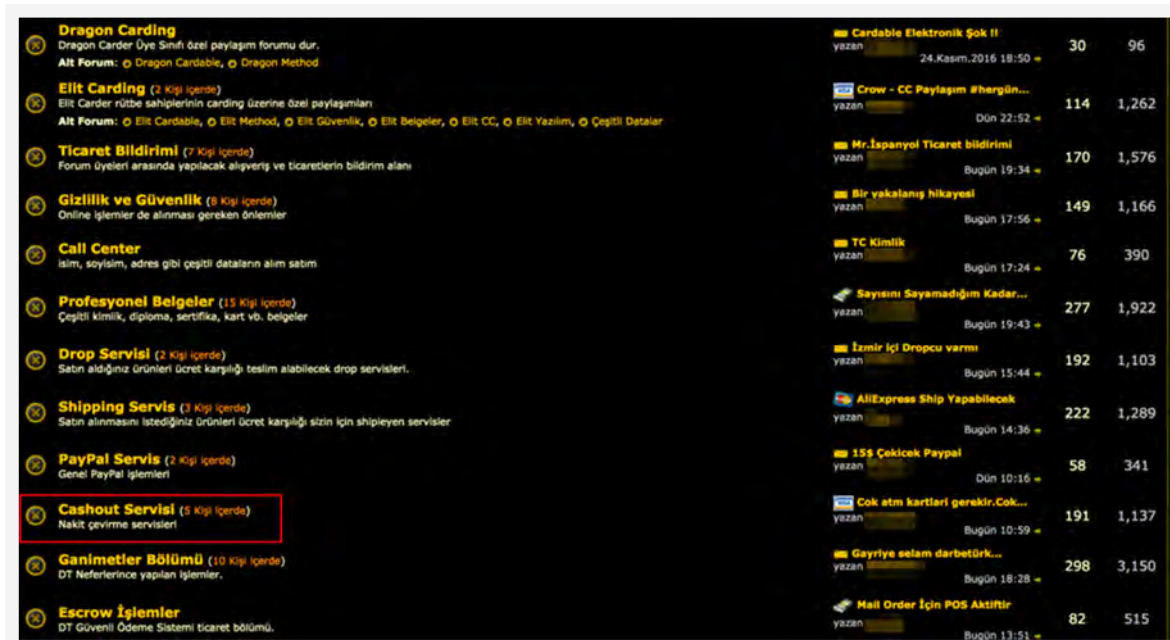 Dragon Carding
Dragon Carder Üye Sınıfı özel paylaşım forumu dur.
Alt Forum: Dragon Cardable, Dragon Method
Cardable Elektronik Şok !!
yazan
24.Kasım.2016 18:50
30
96
Elit Carding (2 Kişi içerde)
Elit Carder rütbe sahiplerinin carding üzerine özel paylaşımları
Alt Forum: Elit Cardable, Elit Method, Elit Güvenlik, Elit Belgeler, Elit CC, Elit Yazılım, Çeşitli Datalar
Crow - CC Paylaşım #hergün...
yazan
Dün 22:52
114
1,262
Ticaret Bildirimi (7 Kişi içerde)
Forum üyeleri arasında yapılacak alışveriş ve ticaretlerin bildirim alanı
Mr.İspanyol Ticaret bildirimi
yazan
Bugün 19:34
170
1,576
Gizlilik ve Güvenlik (8 Kişi içerde)
Online işlemler de alınması gereken önlemler
Bir yakalanış hikayesi
yazan
Bugün 17:56
149
1,166
Call Center
isim, soyisim, adres gibi çeşitli dataların alım satım
TC Kimlik
yazan
Bugün 17:24
76
390
Profesyonel Belgeler (15 Kişi içerde)
Çeşitli kimlik, diploma, sertifika, kart vb. belgeler
Sayısını Sayamadığım Kadar...
yazan
Bugün 19:43
277
1,922
Drop Servisi (2 Kişi içerde)
Satın aldığınız ürünleri ücret karşılığı teslim alabilecek drop servisleri.
İzmir içi Dropcu varmı
yazan
Bugün 15:44
192
1,103
Shipping Servis (3 Kişi içerde)
Satın alınmasını istediğiniz ürünleri ücret karşılığı sizin için shipleyen servisler
AliExpress Ship Yapabilecek
yazan
Bugün 14:36
222
1,289
PayPal Servis (2 Kişi içerde)
Genel PayPal işlemleri
15$ Çekicek Paypal
yazan
Dün 10:16
58
341
Cashout Servisi (5 Kişi içerde)
Nakit çevirme servisleri
Cok atm kartlari gerekir.Cok...
yazan
Bugün 10:59
191
1,137
Ganimetler Bölümü (10 Kişi içerde)
DT Neferlerince yapılan işlemler.
Gayriye selam darbetürk...
yazan
Bugün 18:28
298
3,150
Escrow İşlemler
DT Güvenli Ödeme Sistemi ticaret bölümü.
Mail Order İçin POS Aktiftir
yazan
Bugün 13:51
82
515